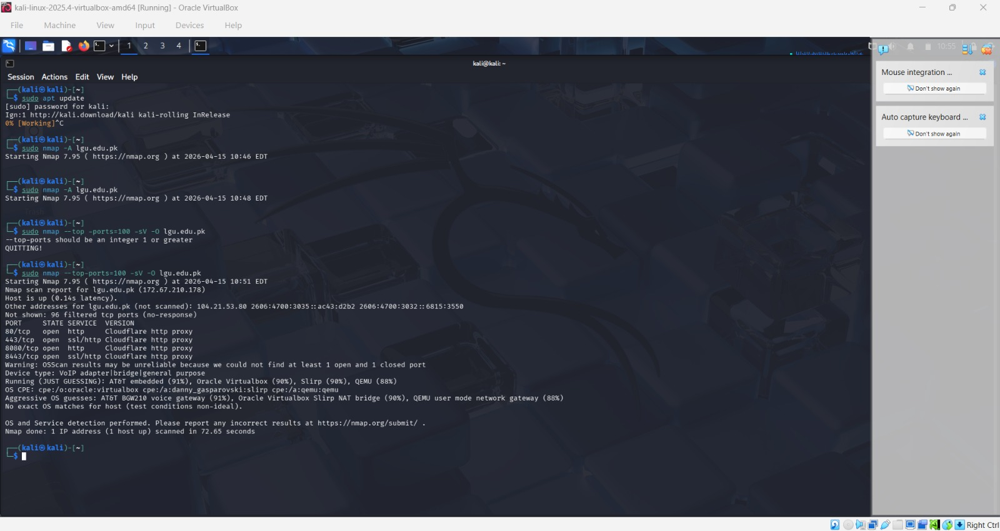 kali-linux-2025.4-virtualbox-amd64 [Running] - Oracle VirtualBox
File Machine View Input Devices Help
1 2 3 4
10:55
kali@kali: ~
Session Actions Edit View Help
Mouse integration ...
Don't show again
Auto capture keyboard ...
Don't show again
┌──(kali㉿kali)-[~]
└─$ sudo apt update
[sudo] password for kali:
Ign:1 http://kali.download/kali kali-rolling InRelease
0% [Working]^C
┌──(kali㉿kali)-[~]
└─$ sudo nmap -A lgu.edu.pk
Starting Nmap 7.95 ( https://nmap.org ) at 2026-04-15 10:46 EDT
┌──(kali㉿kali)-[~]
└─$ sudo nmap -A lgu.edu.pk
Starting Nmap 7.95 ( https://nmap.org ) at 2026-04-15 10:48 EDT
┌──(kali㉿kali)-[~]
└─$ sudo nmap --top -ports=100 -sV -O lgu.edu.pk
--top-ports should be an integer 1 or greater
QUITTING!
┌──(kali㉿kali)-[~]
└─$ sudo nmap --top-ports=100 -sV -O lgu.edu.pk
Starting Nmap 7.95 ( https://nmap.org ) at 2026-04-15 10:51 EDT
Nmap scan report for lgu.edu.pk (172.67.210.178)
Host is up (0.14s latency).
Other addresses for lgu.edu.pk (not scanned): 104.21.53.80 2606:4700:3035::ac43:d2b2 2606:4700:3032::6815:3550
Not shown: 96 filtered tcp ports (no-response)
PORT STATE SERVICE VERSION
80/tcp open http Cloudflare http proxy
443/tcp open ssl/http Cloudflare http proxy
8080/tcp open http Cloudflare http proxy
8443/tcp open ssl/http Cloudflare http proxy
Warning: OSScan results may be unreliable because we could not find at least 1 open and 1 closed port
Device type: VoIP adapter|bridge|general purpose
Running (JUST GUESSING): AT&T embedded (91%), Oracle Virtualbox (90%), Slirp (90%), QEMU (88%)
OS CPE: cpe:/o:oracle:virtualbox cpe:/a:danny_gasparovski:slirp cpe:/a:qemu:qemu
Aggressive OS guesses: AT&T BGW210 voice gateway (91%), Oracle Virtualbox Slirp NAT bridge (90%), QEMU user mode network gateway (88%)
No exact OS matches for host (test conditions non-ideal).
OS and Service detection performed. Please report any incorrect results at https://nmap.org/submit/ .
Nmap done: 1 IP address (1 host up) scanned in 72.65 seconds
┌──(kali㉿kali)-[~]
└─$
Right Ctrl